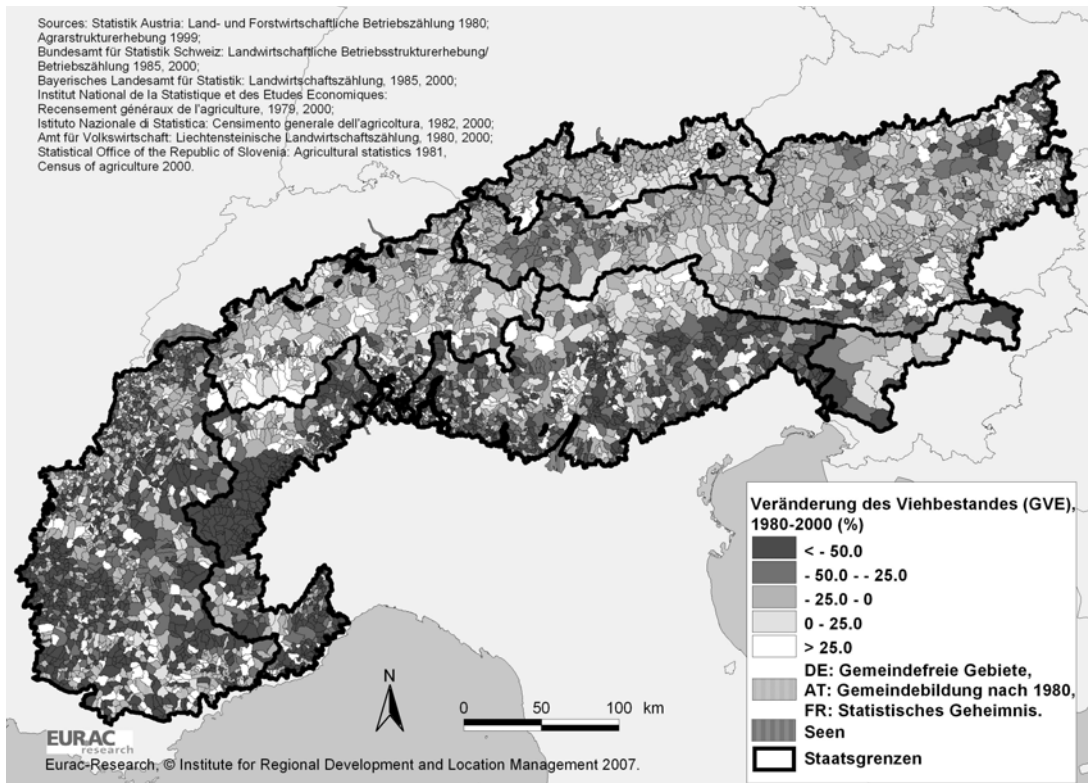 Sources: Statistik Austria: Land- und Forstwirtschaftliche Betriebszählung 1980;
Agrarstrukturerhebung 1999;
Bundesamt für Statistik Schweiz: Landwirtschaftliche Betriebsstrukturerhebung/
Betriebszählung 1985, 2000;
Bayerisches Landesamt für Statistik: Landwirtschaftszählung, 1985, 2000;
Institut National de la Statistique et des Etudes Economiques:
Recensement généraux de l'agriculture, 1979, 2000;
Istituto Nazionale di Statistica: Censimento generale dell'agricoltura, 1982, 2000;
Amt für Volkswirtschaft: Liechtensteinische Landwirtschaftszählung, 1980, 2000;
Statistical Office of the Republic of Slovenia: Agricultural statistics 1981,
Census of agriculture 2000.
Veränderung des Viehbestandes (GVE),
1980-2000 (%)
< - 50.0
- 50.0 - - 25.0
- 25.0 - 0
0 - 25.0
> 25.0
DE: Gemeindefreie Gebiete,
AT: Gemeindebildung nach 1980,
FR: Statistisches Geheimnis.
Seen
Staatsgrenzen
N
0 50 100 km
EURAC
research
Eurac-Research, © Institute for Regional Development and Location Management 2007.